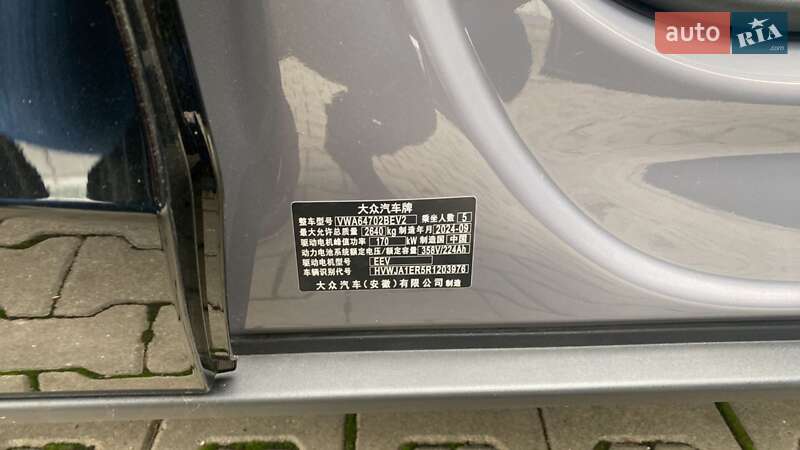 auto RIA.com
大众汽车牌
整车型号 VWA64702BEV2 乘坐人数 5
最大允许总质量 2640 kg 制造年月 2024-09
驱动电机峰值功率 170 kW 制造国 中国
动力电池系统额定电压/额定容量 358V/224Ah
驱动电机型号 EEV
车辆识别代号 HVWJA1ER5R1203976
大众汽车(安徽)有限公司 制造